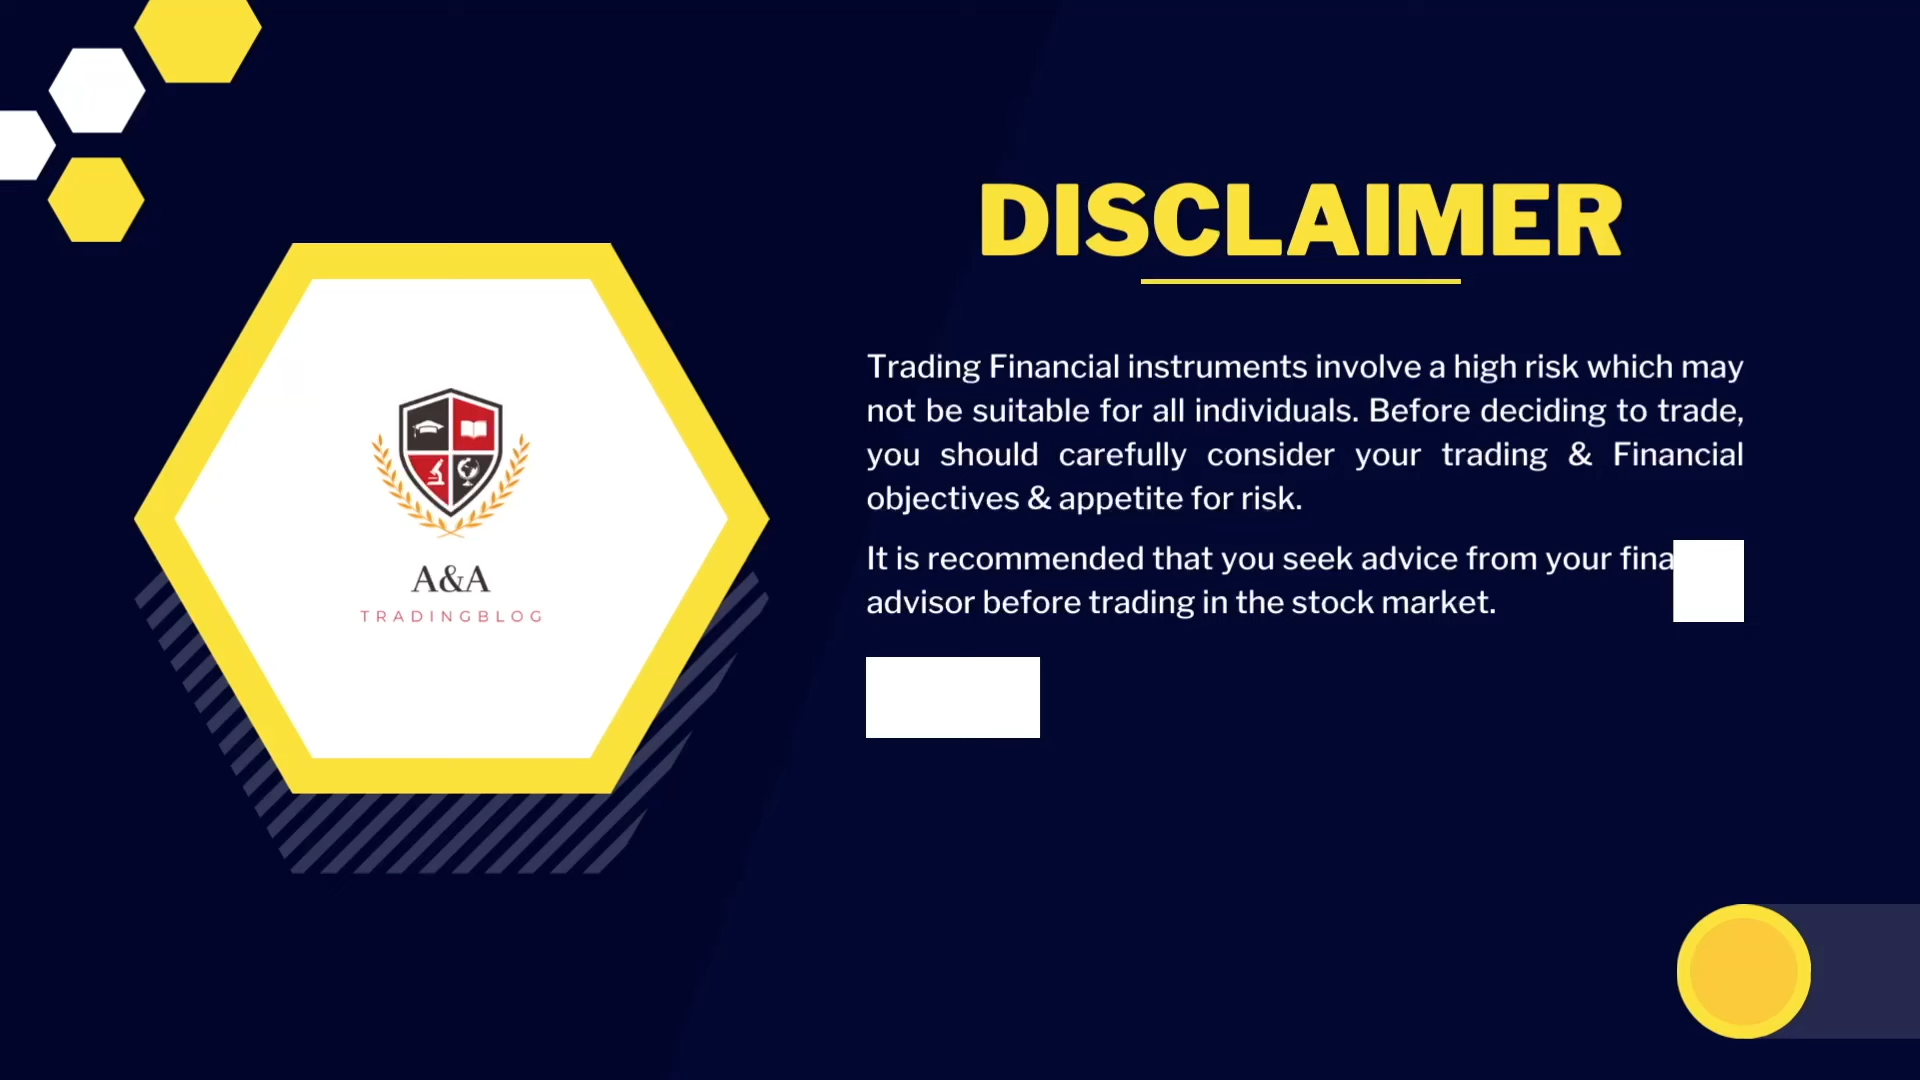 DISCLAIMER
Trading Financial instruments involve a high risk which may
not be suitable for all individuals. Before deciding to trade,
you should carefully consider your trading & Financial
objectives & appetite for risk.
It is recommended that you seek advice from your fina
advisor before trading in the stock market.
A&A
TRADINGBLOG